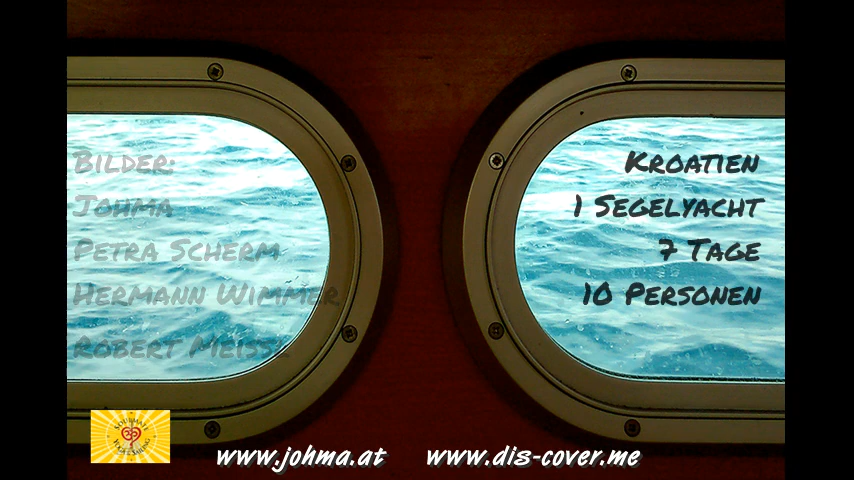 Bilder:
Johma
Petra Scherm
Hermann Wimmer
Robert Meissl
Kroatien
1 Segelyacht
7 Tage
10 Personen
www.johma.at www.dis-cover.me